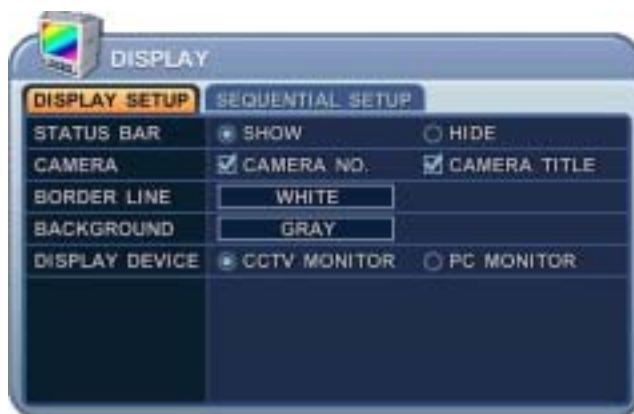 DISPLAY
DISPLAY SETUP SEQUENTIAL SETUP
STATUS BAR SHOW HIDE
CAMERA CAMERA NO. CAMERA TITLE
BORDER LINE WHITE
BACKGROUND GRAY
DISPLAY DEVICE CCTV MONITOR PC MONITOR